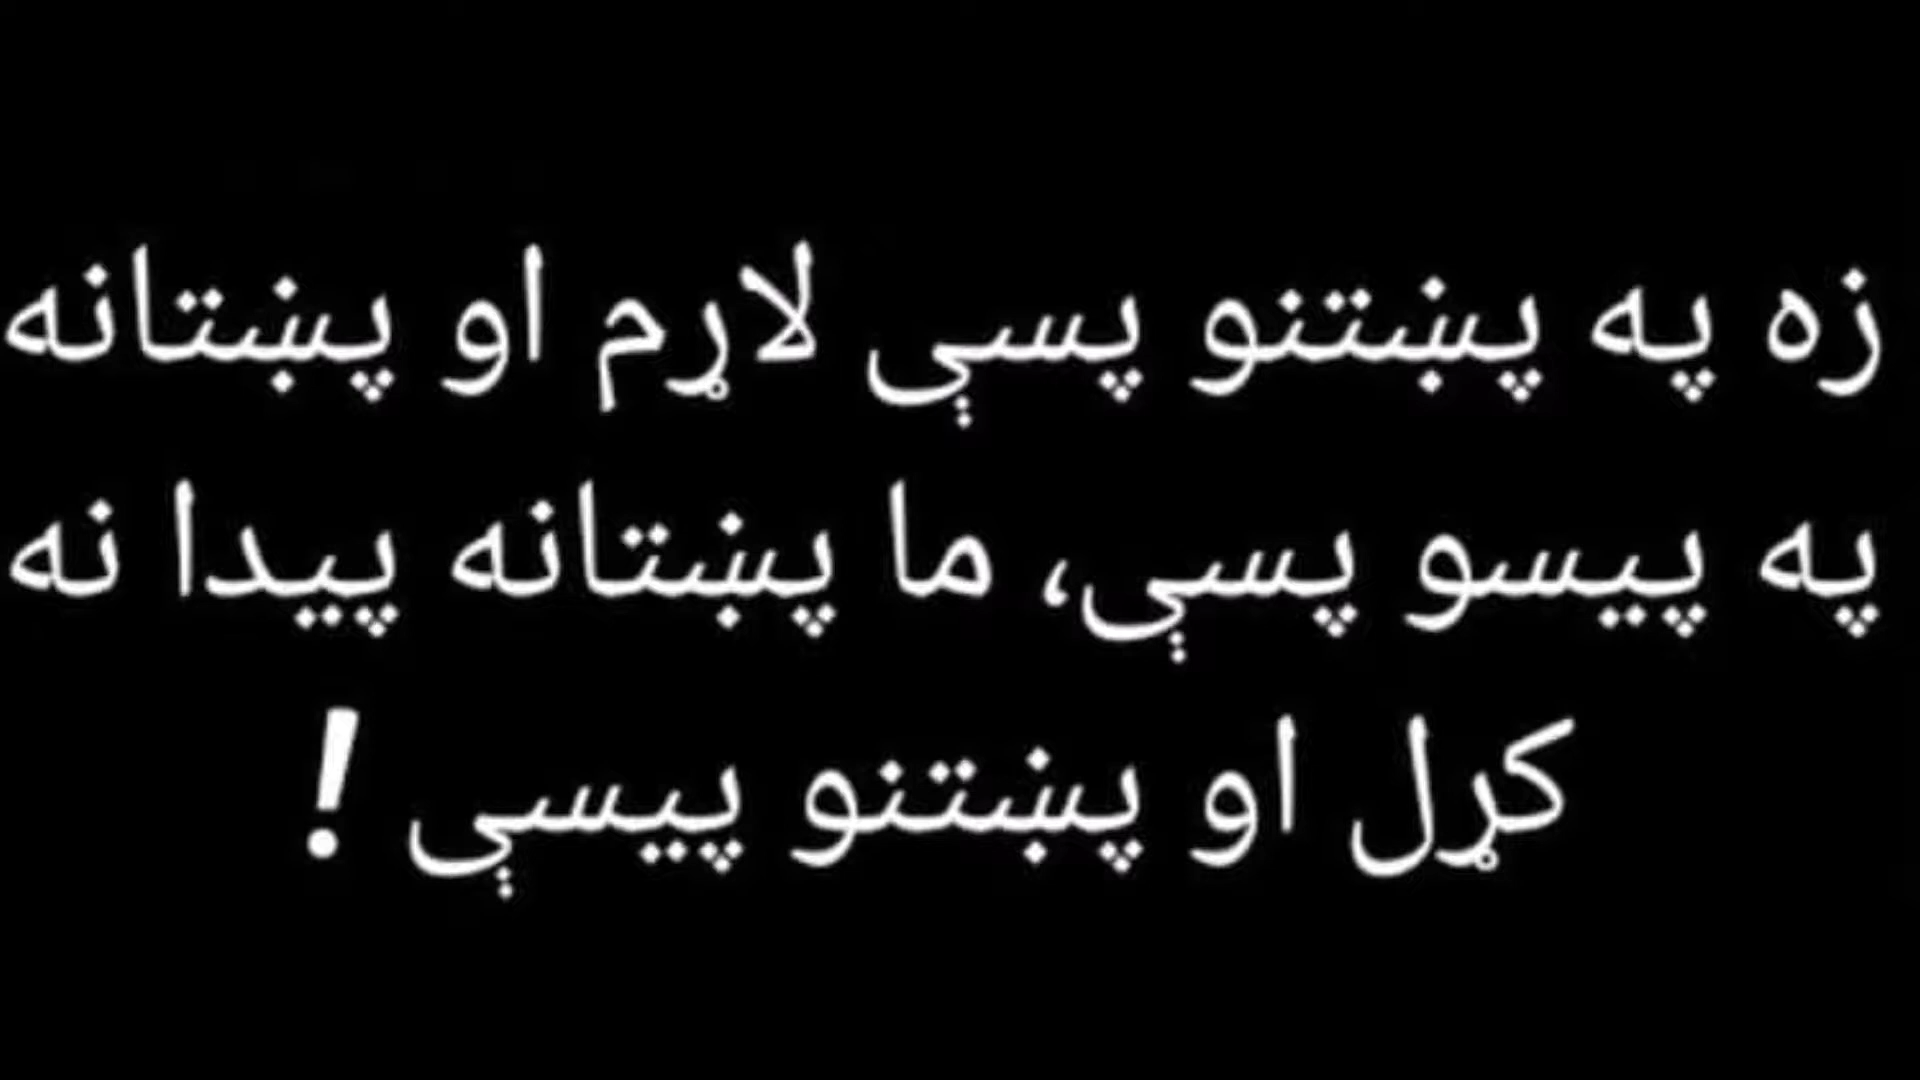 زه په پښتنو پسې لاړم او پښتانه
په پیسو پسې، ما پښتانه پیدا نه
کړل او پښتنو پیسې !